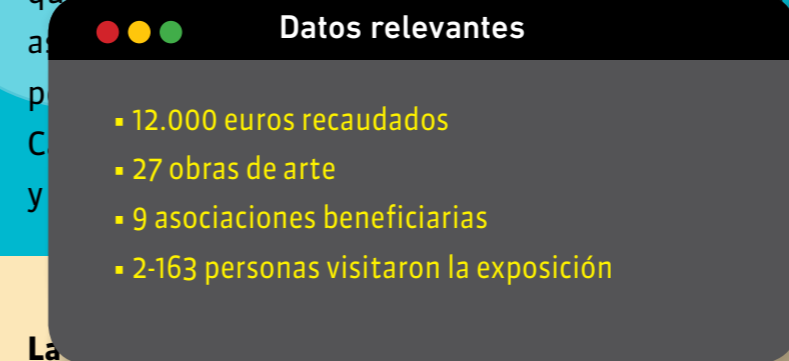 Datos relevantes
▪ 12.000 euros recaudados
▪ 27 obras de arte
▪ 9 asociaciones beneficiarias
▪ 2-163 personas visitaron la exposición
y
La